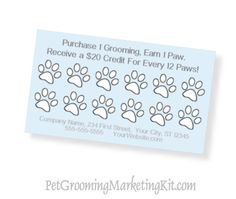 Purchase 1 Grooming, Earn 1 Paw.
Receive a $20 Credit For Every 12 Paws!
Company Name, 234 First Street, Your City, ST 12345
555-555-5555 YourWebsite.com
PetGroomingMarketingKit.com